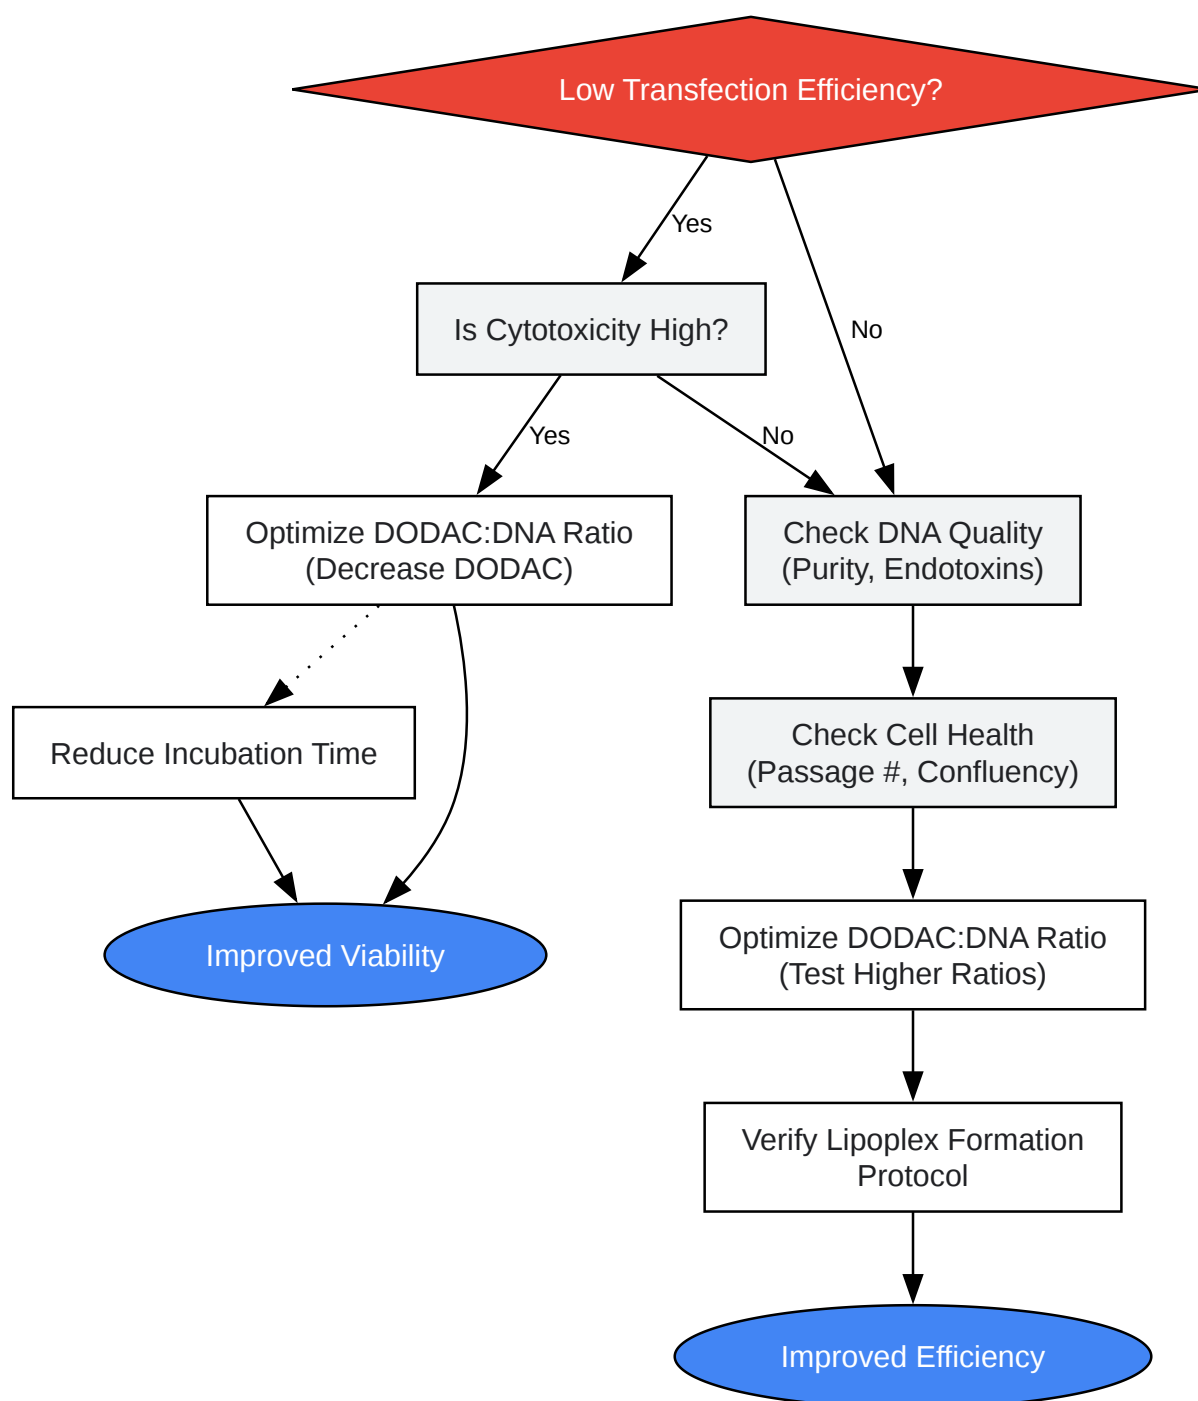 Low Transfection Efficiency?
Yes
Is Cytotoxicity High?
No
Yes
No
Optimize DODAC:DNA Ratio
(Decrease DODAC)
Check DNA Quality
(Purity, Endotoxins)
Reduce Incubation Time
Check Cell Health
(Passage #, Confluency)
Improved Viability
Optimize DODAC:DNA Ratio
(Test Higher Ratios)
Verify Lipoplex Formation
Protocol
Improved Efficiency